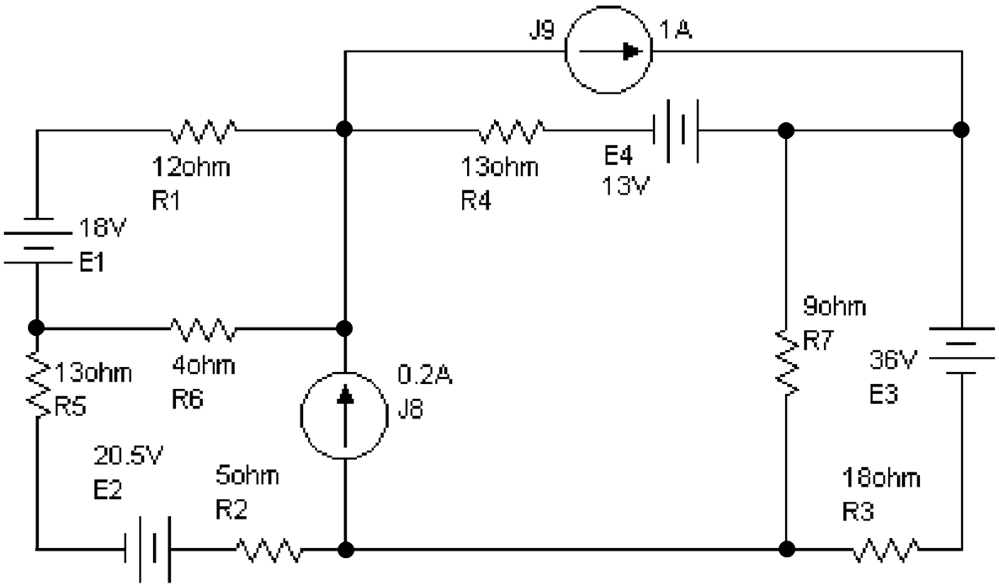 J9
1A
12ohm
R1
13ohm
R4
E4
13V
18V
E1
9ohm
R7
36V
E3
13ohm
R5
4ohm
R6
0.2A
J8
20.5V
E2
5ohm
R2
18ohm
R3